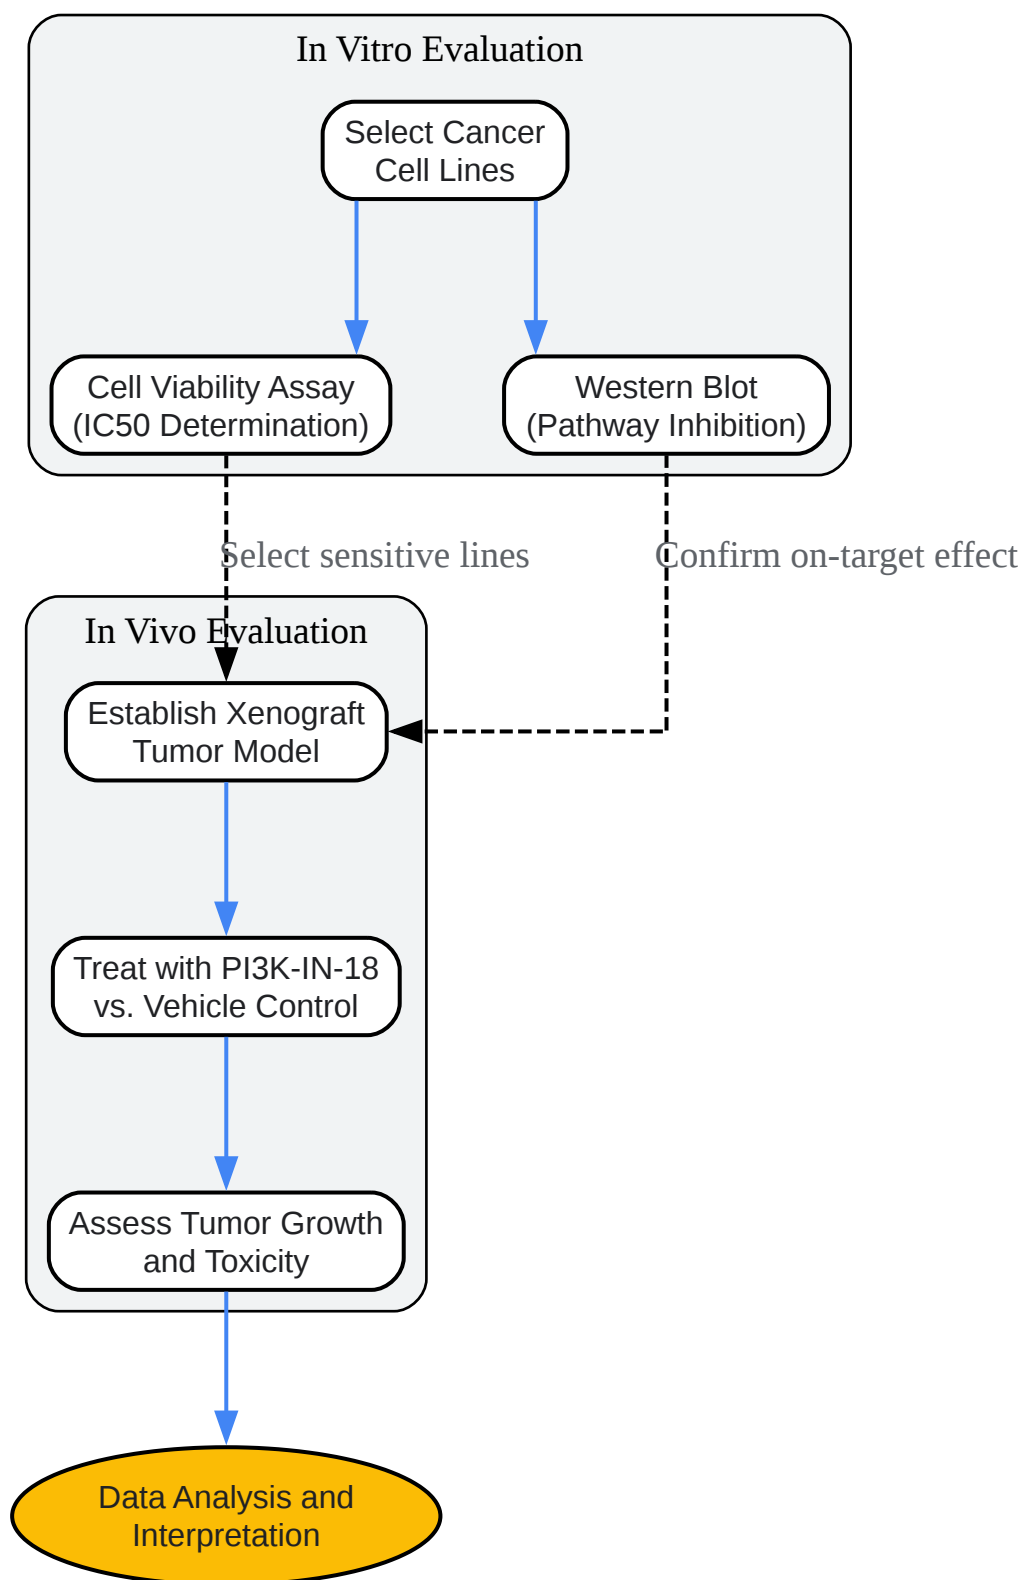 In Vitro Evaluation
Select Cancer
Cell Lines
Cell Viability Assay
(IC50 Determination)
Western Blot
(Pathway Inhibition)
Select sensitive lines
Confirm on-target effect
In Vivo Evaluation
Establish Xenograft
Tumor Model
Treat with PI3K-IN-18
vs. Vehicle Control
Assess Tumor Growth
and Toxicity
Data Analysis and
Interpretation